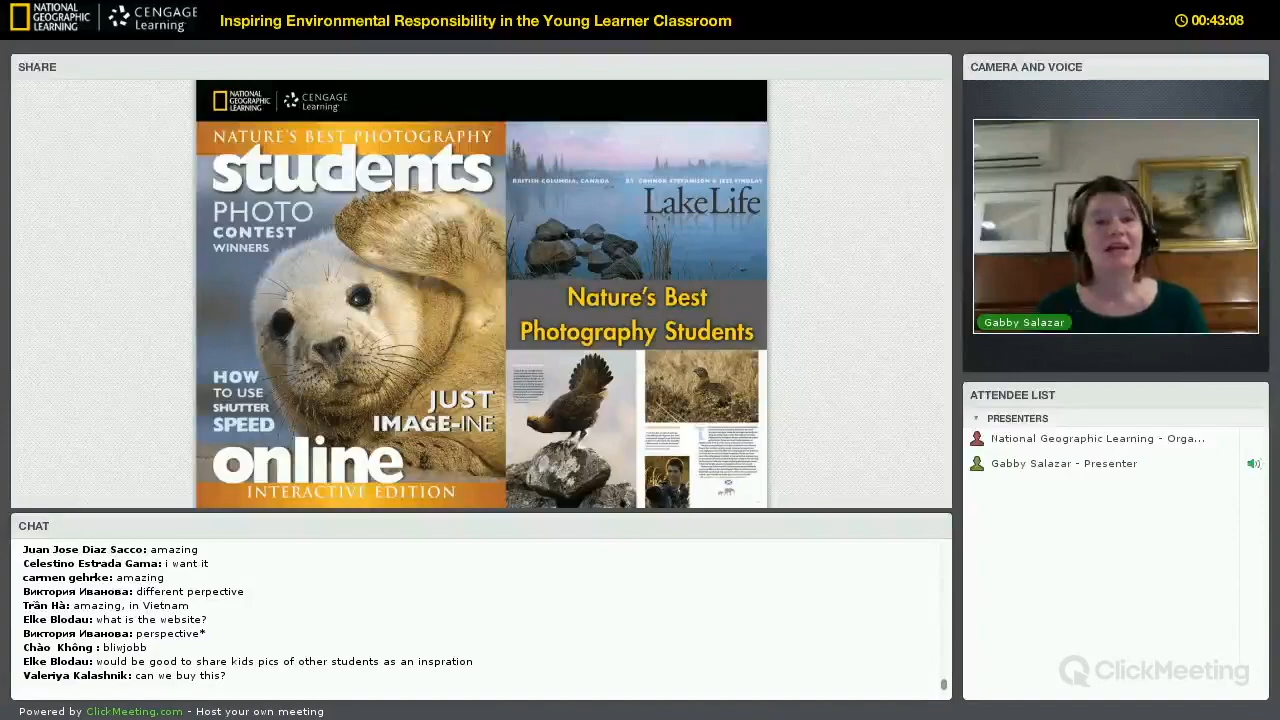 NATIONAL GEOGRAPHIC LEARNING
CENGAGE Learning
Inspiring Environmental Responsibility in the Young Learner Classroom
00:43:08
SHARE
NATIONAL GEOGRAPHIC LEARNING
CENGAGE Learning
NATURE'S BEST PHOTOGRAPHY
students
PHOTO
CONTEST
WINNERS
HOW
TO USE
SHUTTER
SPEED
JUST
IMAGE-INE
online
INTERACTIVE EDITION
BRITISH COLUMBIA, CANADA BY CONNOR STEFANISON & JESS FINDLAY
Lake Life
Nature's Best
Photography Students
CAMERA AND VOICE
Gabby Salazar
ATTENDEE LIST
PRESENTERS
National Geographic Learning - Orga...
Gabby Salazar - Presenter
CHAT
Juan Jose Diaz Sacco: amazing
Celestino Estrada Gama: i want it
carmen gehrke: amazing
Виктория Иванова: different perpective
Trần Hà: amazing, in Vietnam
Elke Blodau: what is the website?
Виктория Иванова: perspective*
Chào Không : bliwjobb
Elke Blodau: would be good to share kids pics of other students as an inspration
Valeriya Kalashnik: can we buy this?
ClickMeeting
Powered by ClickMeeting.com - Host your own meeting